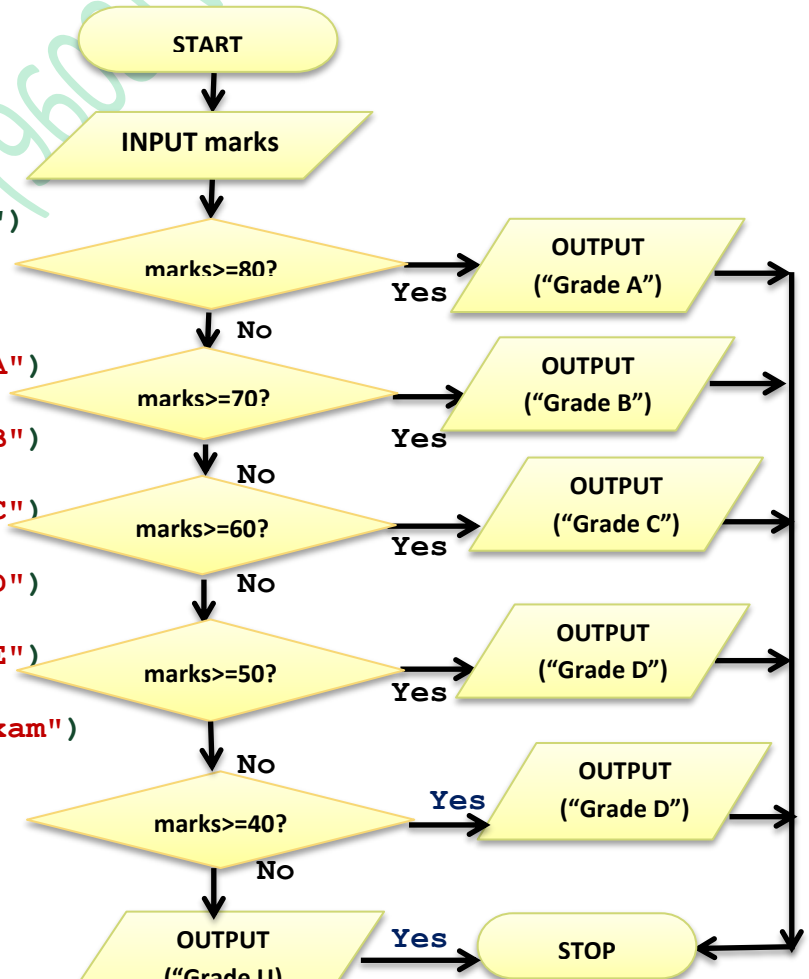 START
INPUT marks
")
marks>=80?
Yes
OUTPUT
(“Grade A”)
No
A")
marks>=70?
Yes
OUTPUT
(“Grade B”)
B")
No
C")
marks>=60?
Yes
OUTPUT
(“Grade C”)
No
D")
E")
marks>=50?
Yes
OUTPUT
(“Grade D”)
xam")
No
marks>=40?
Yes
OUTPUT
(“Grade D”)
No
OUTPUT
(“Grade U)
Yes
STOP